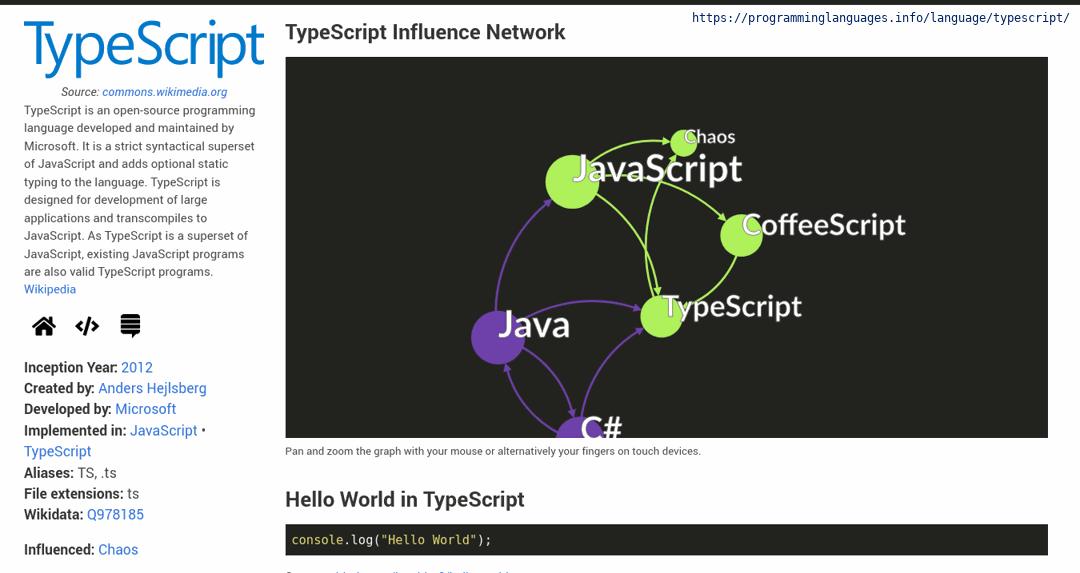 https://programminglanguages.info/language/typescript/
TypeScript
Source: commons.wikimedia.org
TypeScript is an open-source programming
language developed and maintained by
Microsoft. It is a strict syntactical superset
of JavaScript and adds optional static
typing to the language. TypeScript is
designed for development of large
applications and transcompiles to
JavaScript. As TypeScript is a superset of
JavaScript, existing JavaScript programs
are also valid TypeScript programs.
Wikipedia
Inception Year: 2012
Created by: Anders Hejlsberg
Developed by: Microsoft
Implemented in: JavaScript •
TypeScript
Aliases: TS, .ts
File extensions: ts
Wikidata: Q978185
Influenced: Chaos
TypeScript Influence Network
Chaos
JavaScript
CoffeeScript
TypeScript
Java
C#
Pan and zoom the graph with your mouse or alternatively your fingers on touch devices.
Hello World in TypeScript
console.log("Hello World");